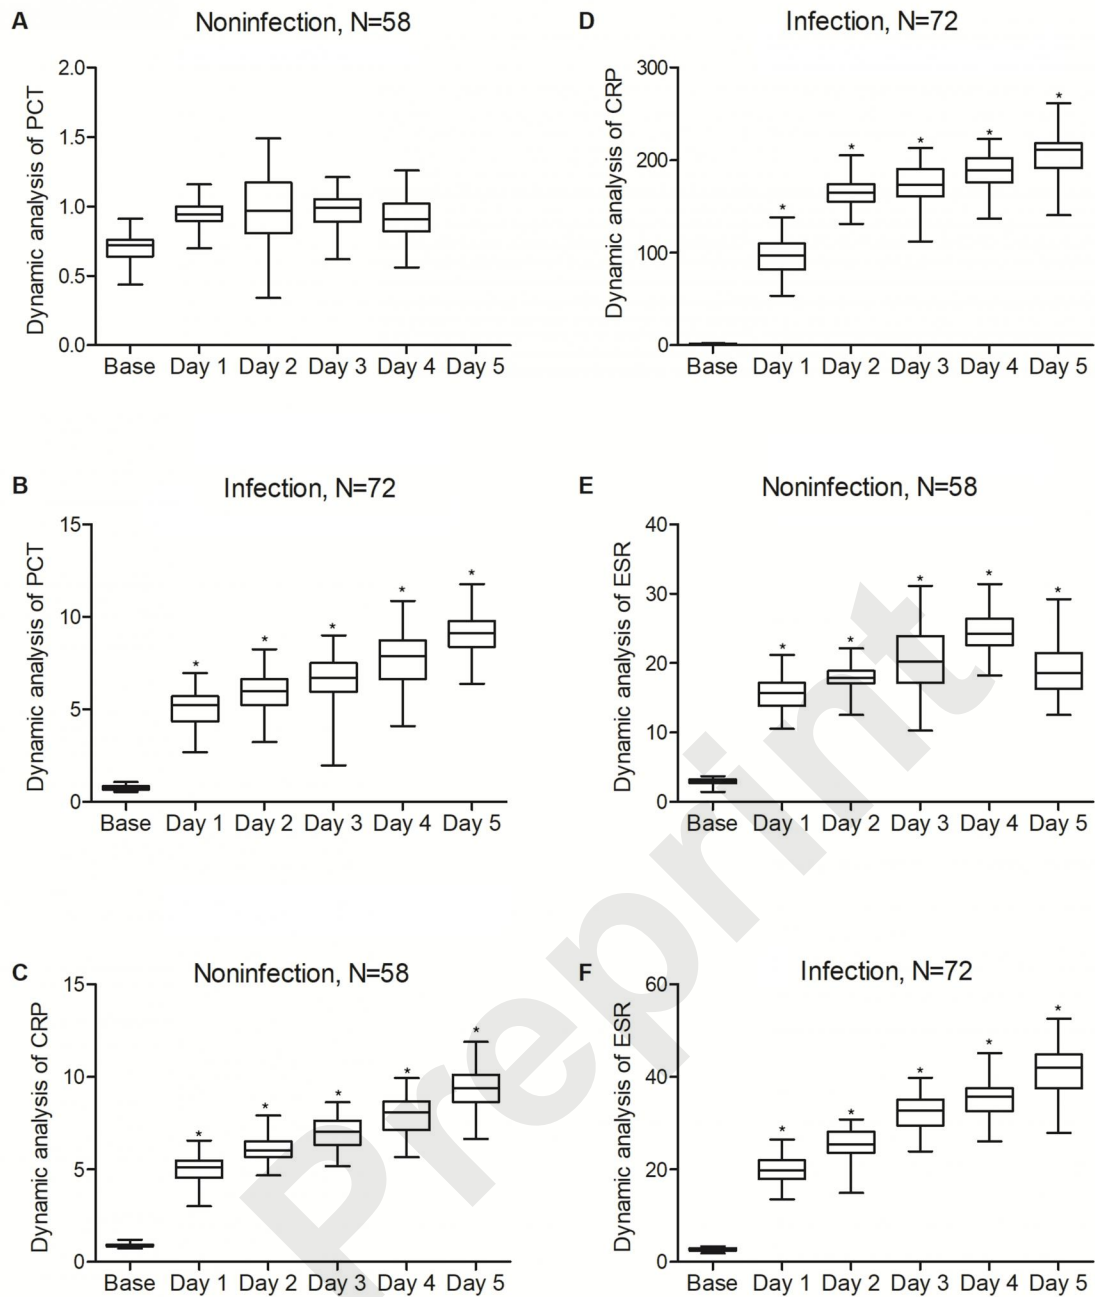 A
Noninfection, N=58
Dynamic analysis of PCT
2.0
1.5
1.0
0.5
0.0
Base Day 1 Day 2 Day 3 Day 4 Day 5
D
Infection, N=72
Dynamic analysis of CRP
300
200
100
0
* * * * *
Base Day 1 Day 2 Day 3 Day 4 Day 5
B
Infection, N=72
Dynamic analysis of PCT
15
10
5
0
* * * * *
Base Day 1 Day 2 Day 3 Day 4 Day 5
E
Noninfection, N=58
Dynamic analysis of ESR
40
30
20
10
0
* * * * *
Base Day 1 Day 2 Day 3 Day 4 Day 5
C
Noninfection, N=58
Dynamic analysis of CRP
15
10
5
0
* * * * *
Base Day 1 Day 2 Day 3 Day 4 Day 5
F
Infection, N=72
Dynamic analysis of ESR
60
40
20
0
* * * * *
Base Day 1 Day 2 Day 3 Day 4 Day 5
Preprint